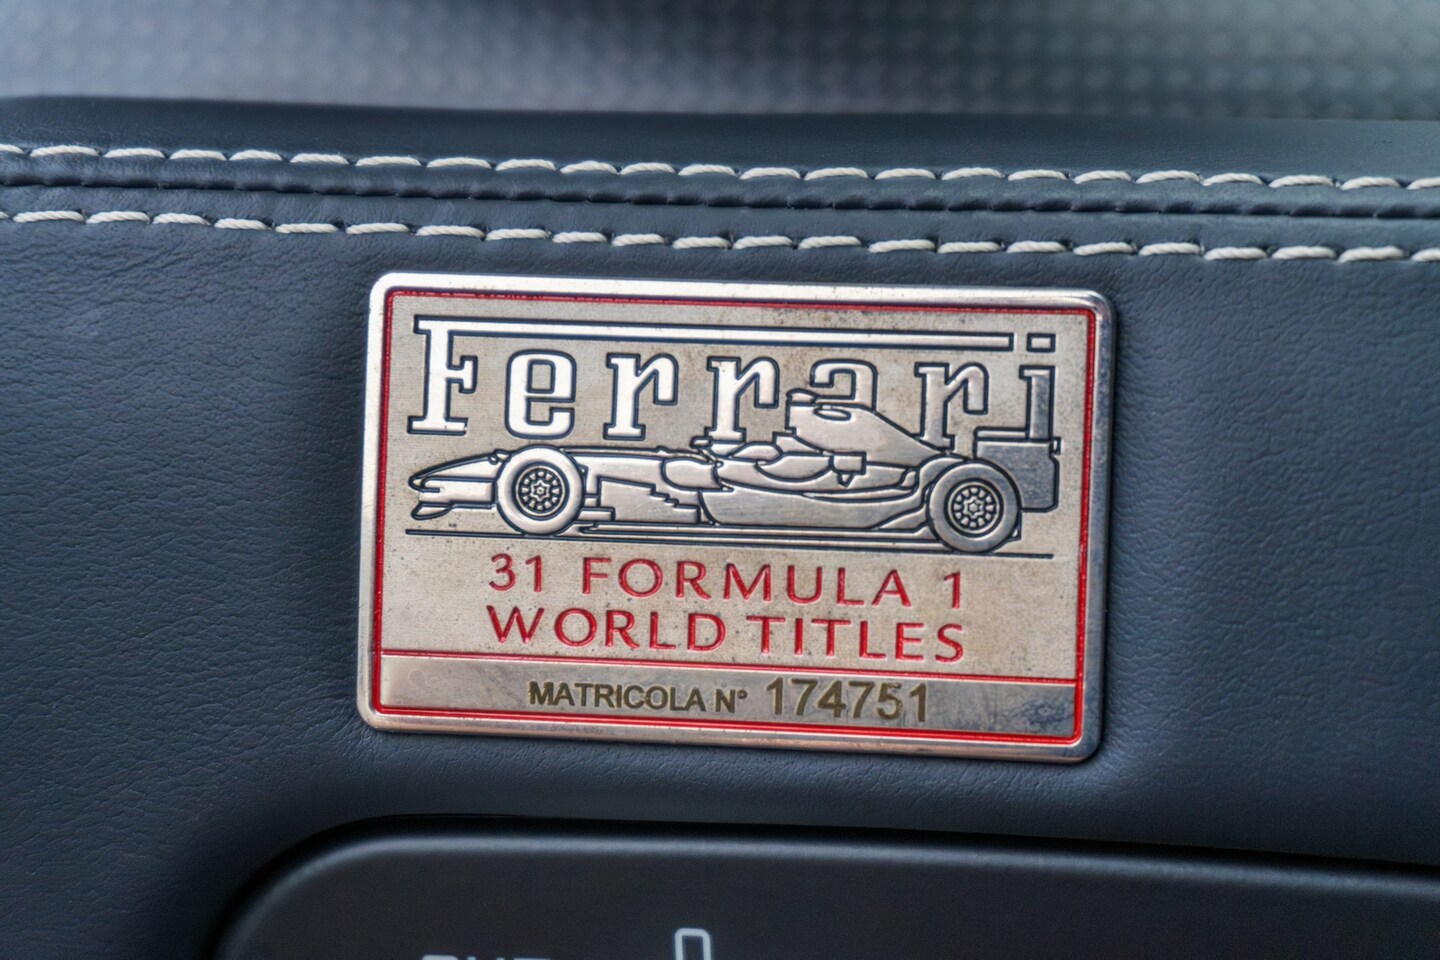 Ferrari
31 FORMULA 1
WORLD TITLES
MATRICOLA N° 174751